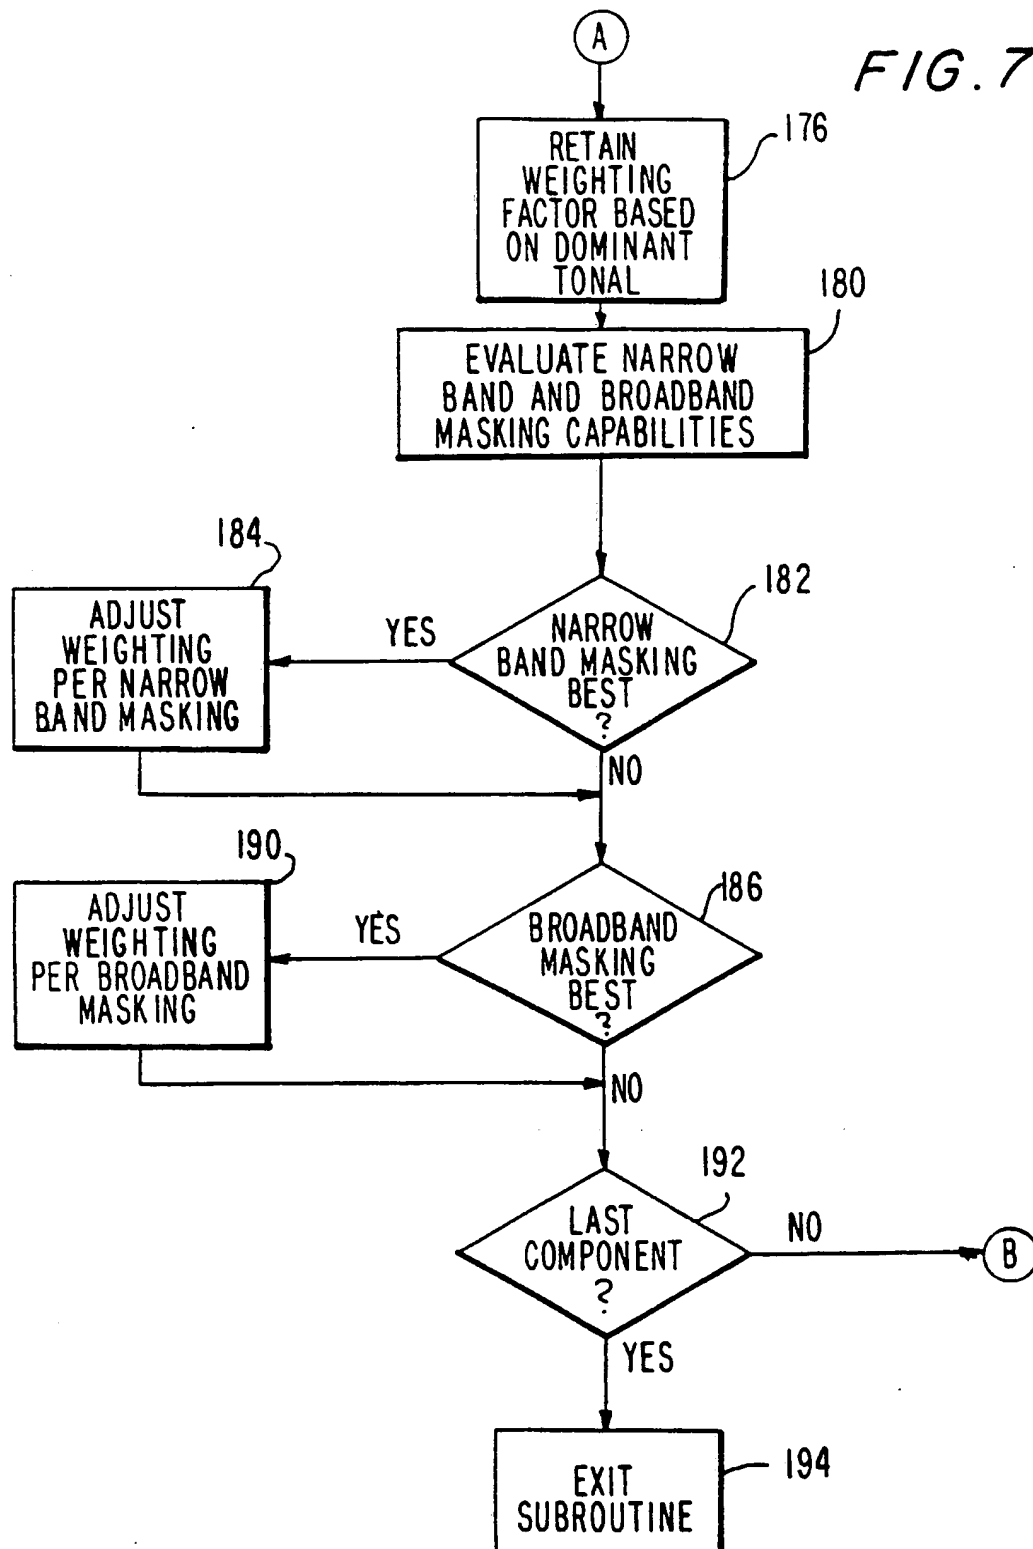 A
FIG. 7
176
RETAIN
WEIGHTING
FACTOR BASED
ON DOMINANT
TONAL
180
EVALUATE NARROW
BAND AND BROADBAND
MASKING CAPABILITIES
184
182
ADJUST
WEIGHTING
PER NARROW
BAND MASKING
YES
NARROW
BAND MASKING
BEST
?
NO
190
186
ADJUST
WEIGHTING
PER BROADBAND
MASKING
YES
BROADBAND
MASKING
BEST
?
NO
192
LAST
COMPONENT
?
NO
B
YES
EXIT
SUBROUTINE
194